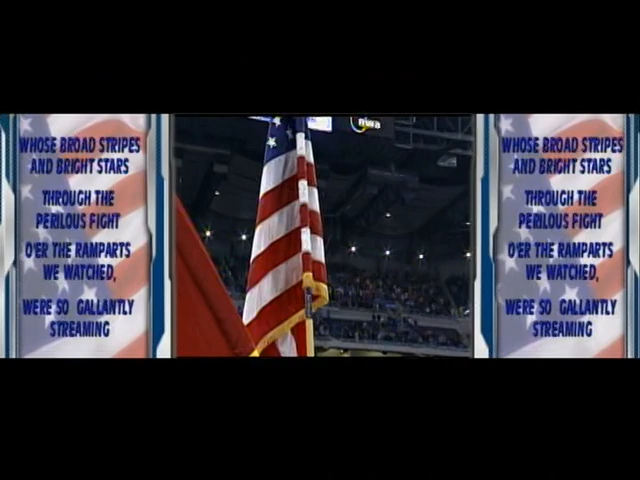 WHOSE BROAD STRIPES
AND BRIGHT STARS
THROUGH THE
PERILOUS FIGHT
O'ER THE RAMPARTS
WE WATCHED,
WERE SO GALLANTLY
STREAMING
nwa
WHOSE BROAD STRIPES
AND BRIGHT STARS
THROUGH THE
PERILOUS FIGHT
O'ER THE RAMPARTS
WE WATCHED,
WERE SO GALLANTLY
STREAMING